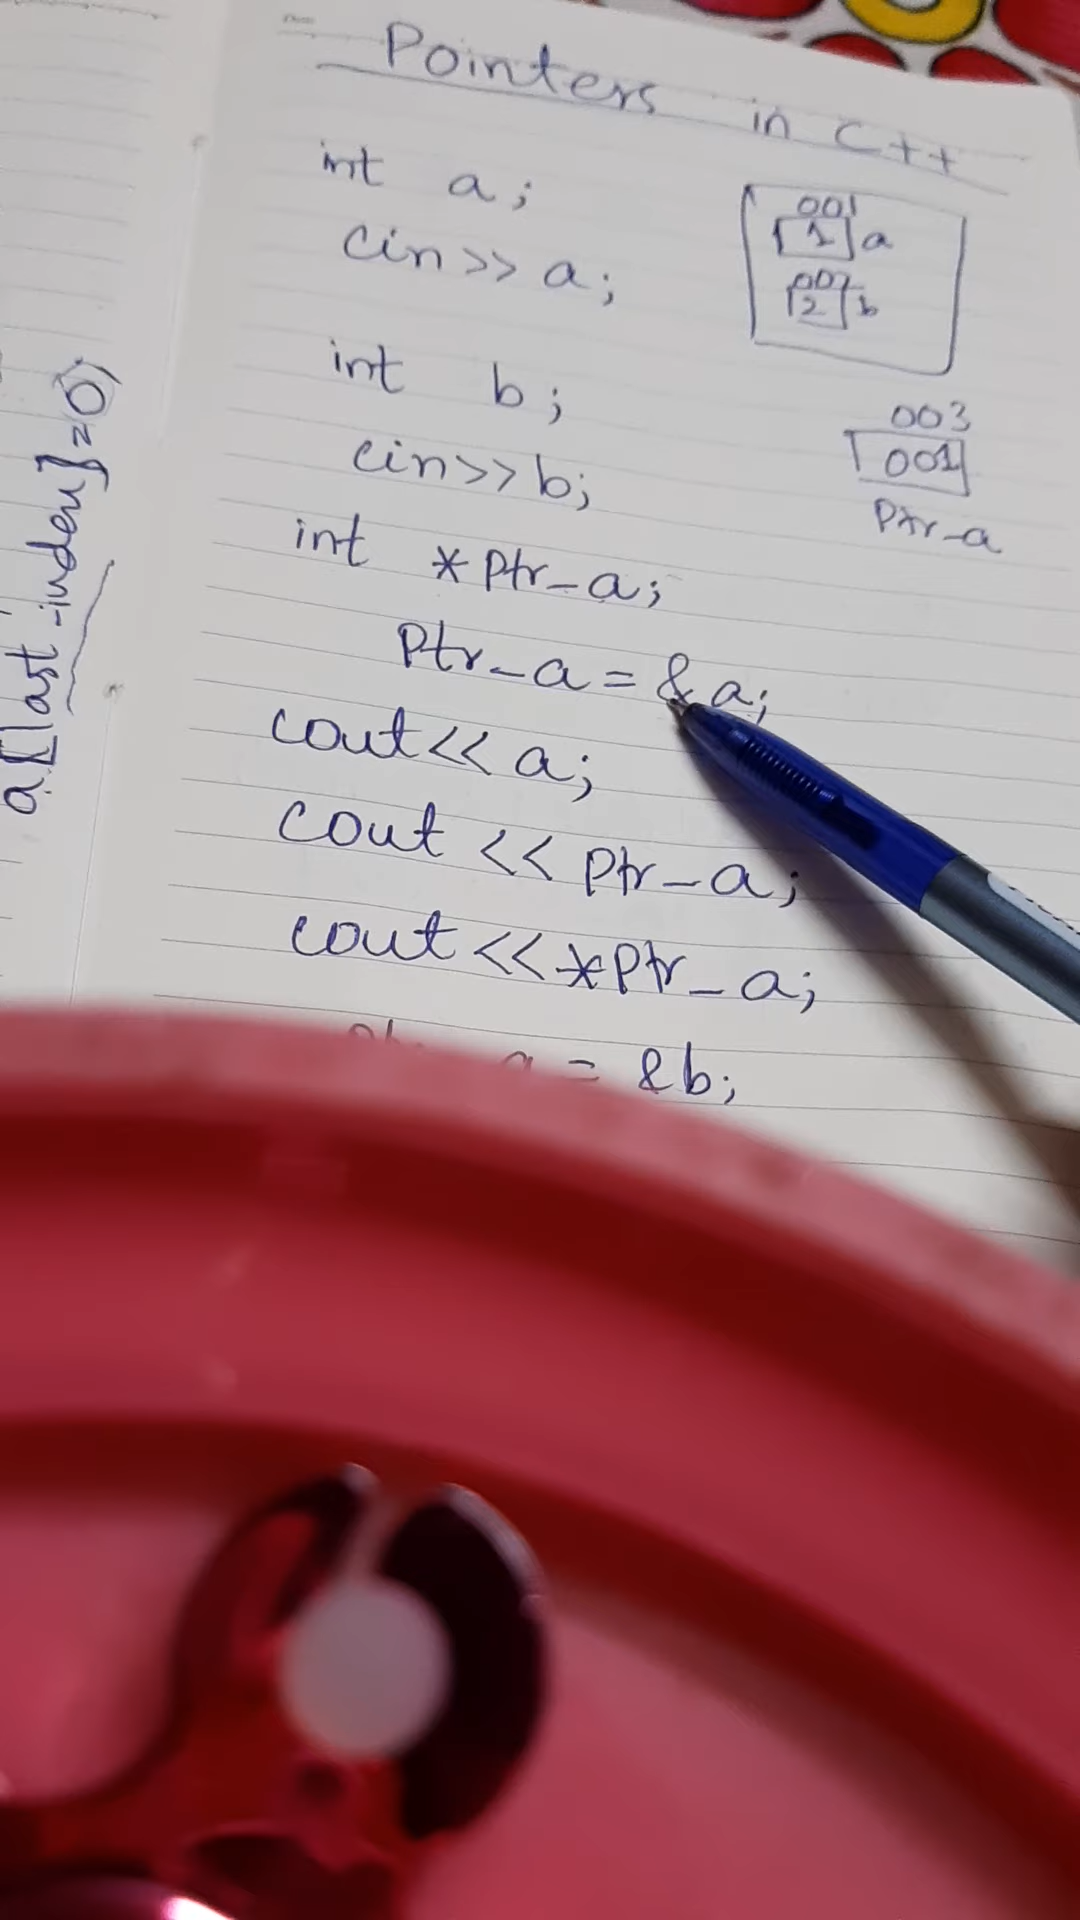 Pointers in C++
int a;
cin>> a;
int b;
cin>>b;
int *ptr_a;
ptr_a = &a;
cout<< a;
cout << ptr_a;
cout << *ptr_a;
a = &b;
001
1 a
002
2 b
003
001
ptr_a
a[last_index]=0;